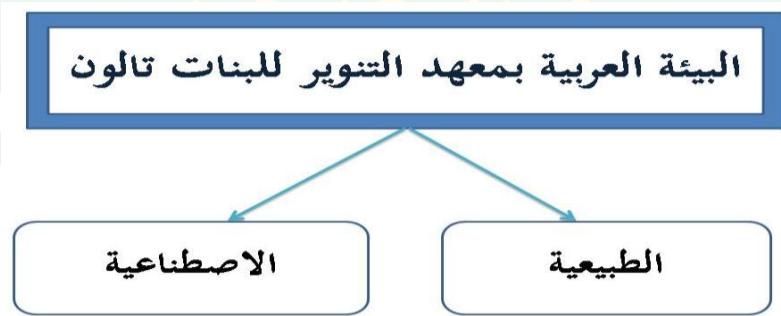 البيئة العربية بمعهد التنوير للبنات تالون
الطبيعية
الاصطناعية